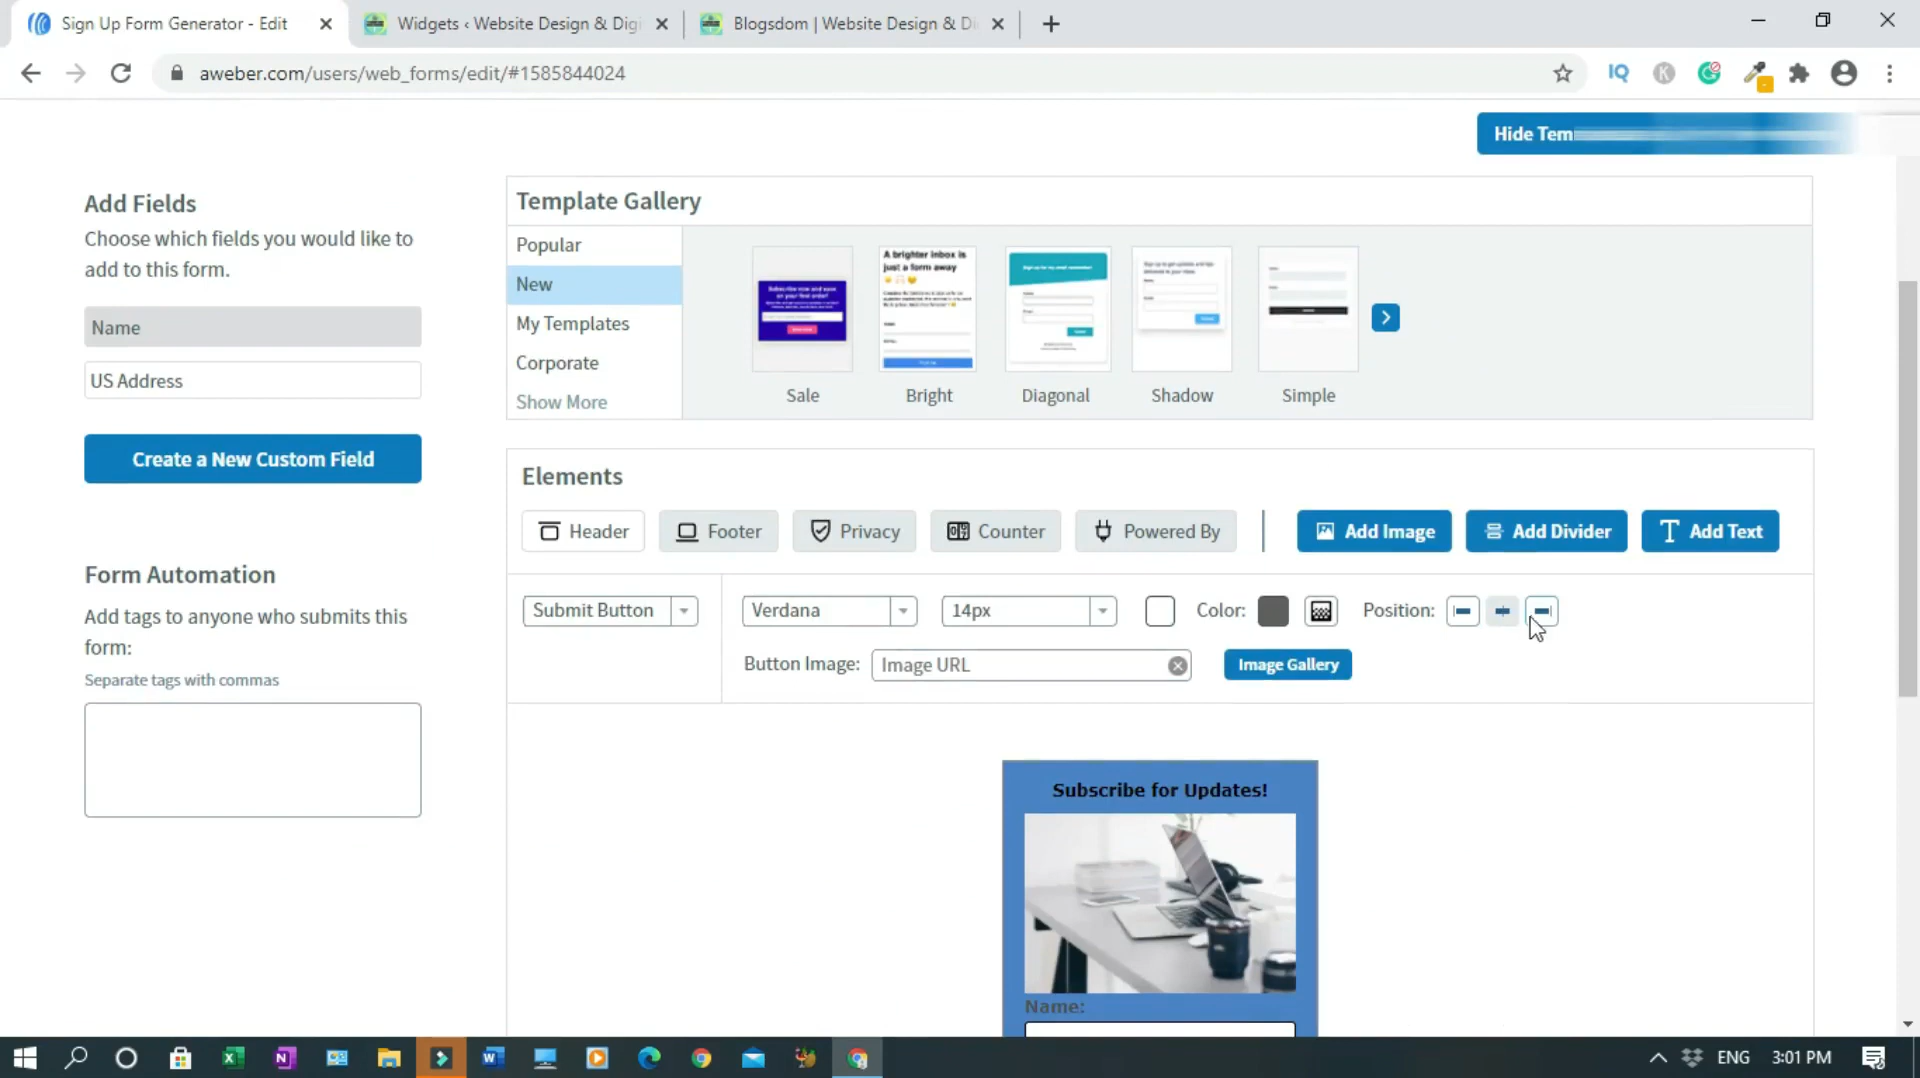 Sign Up Form Generator - Edit
Widgets ‹ Website Design & Digi
Blogsdom | Website Design & Di
aweber.com/users/web_forms/edit/#1585844024
IQ
K
Hide Tem
Add Fields
Choose which fields you would like to
add to this form.
Name
US Address
Create a New Custom Field
Form Automation
Add tags to anyone who submits this
form:
Separate tags with commas
Template Gallery
Popular
New
My Templates
Corporate
Show More
A brighter inbox is
just a form away
Sale
Bright
Diagonal
Shadow
Simple
Elements
Header
Footer
Privacy
Counter
Powered By
Add Image
Add Divider
Add Text
Submit Button
Verdana
14px
Color:
Position:
Button Image:
Image URL
Image Gallery
Subscribe for Updates!
Name:
ENG
3:01 PM